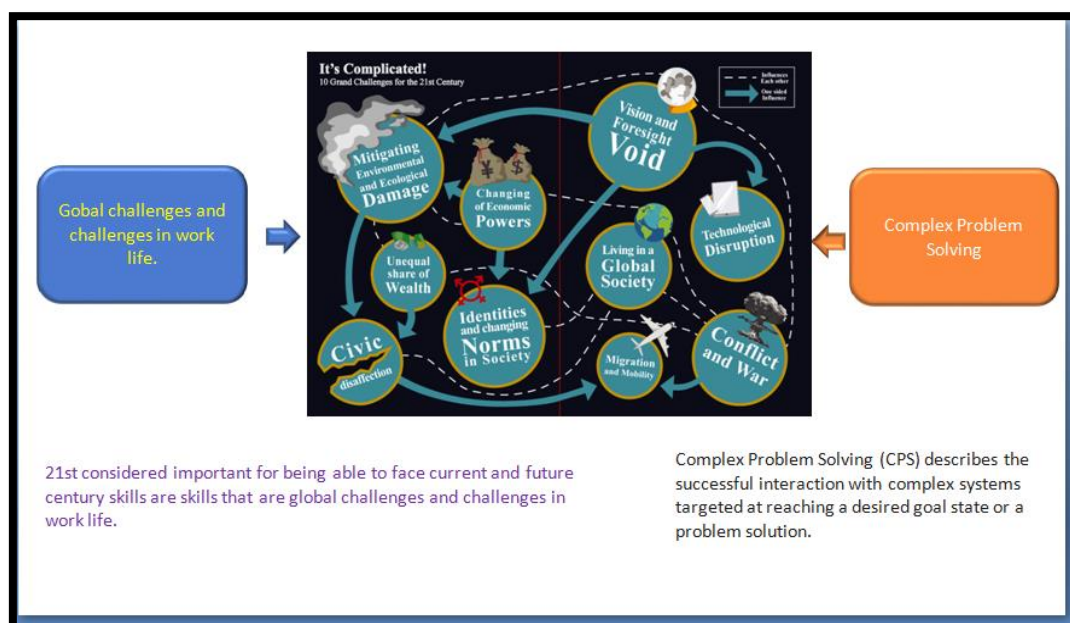 It's Complicated!
10 Grand Challenges for the 21st Century
Influences
Each other
One sided
Influence
Mitigating
Environmental
and Ecological
Damage
Vision and
Foresight
Void
Changing
of Economic
Powers
Technological
Disruption
Unequal
share of
Wealth
Living in a
Global
Society
Identities
and changing
Norms
in Society
Civic
disaffection
Migration
and Mobility
Conflict
and War
Gobal challenges and
challenges in work
life.
Complex Problem
Solving
21st considered important for being able to face current and future
century skills are skills that are global challenges and challenges in
work life.
Complex Problem Solving (CPS) describes the
successful interaction with complex systems
targeted at reaching a desired goal state or a
problem solution.